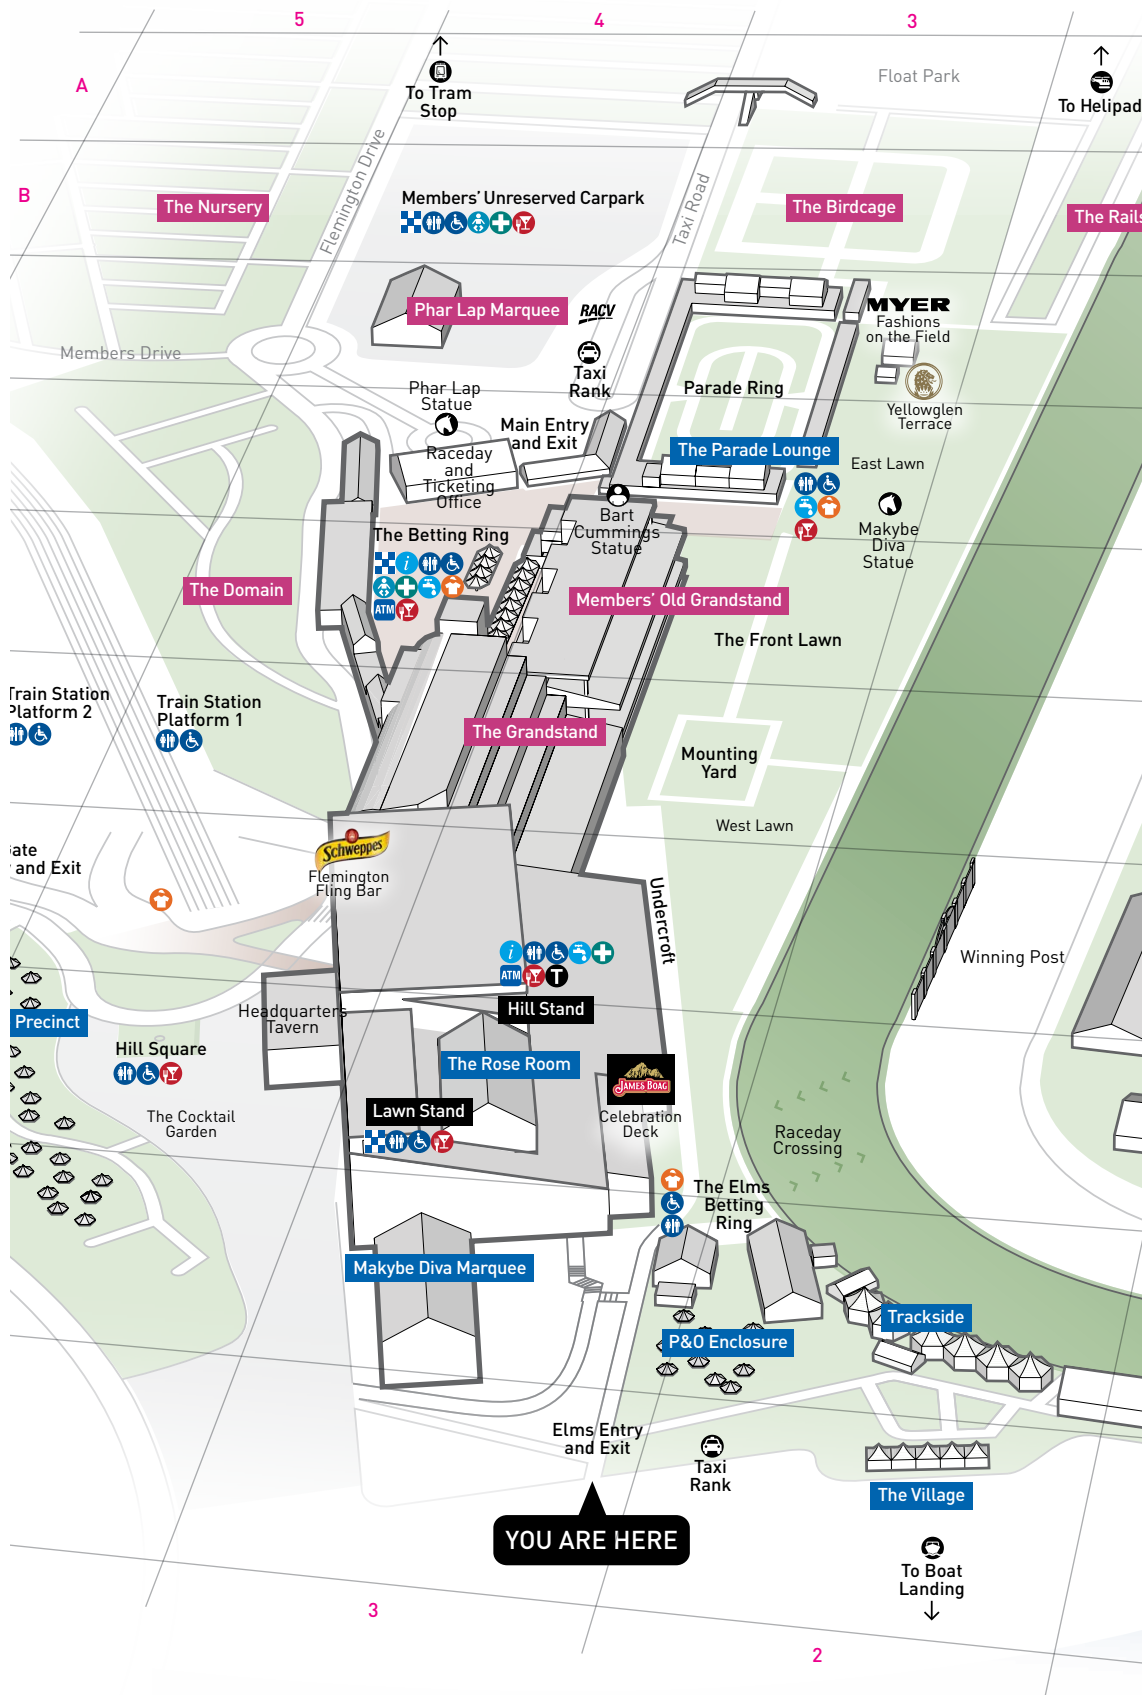 5
4
3
A
To Tram
Stop
Float Park
To Helipad
B
Flemington Drive
Taxi Road
The Nursery
Members’ Unreserved Carpark
The Birdcage
The Rails
Phar Lap Marquee
RACV
MYER
Fashions
on the Field
Members Drive
Taxi
Rank
Phar Lap
Statue
Parade Ring
Yellowglen
Terrace
Main Entry
and Exit
Raceday
and
Ticketing
Office
The Parade Lounge
East Lawn
Bart
Cummings
Statue
Makybe
Diva
Statue
The Betting Ring
i
ATM
The Domain
Members’ Old Grandstand
The Front Lawn
Train Station
Platform 2
Train Station
Platform 1
The Grandstand
Mounting
Yard
West Lawn
Schweppes
Flemington
Fling Bar
and Exit
Undercroft
i
ATM
T
Winning Post
Hill Stand
Headquarters
Tavern
Precinct
Hill Square
The Rose Room
JAMES BOAG
Celebration
Deck
Lawn Stand
The Cocktail
Garden
Raceday
Crossing
The Elms
Betting
Ring
Makybe Diva Marquee
Trackside
P&O Enclosure
Elms Entry
and Exit
Taxi
Rank
The Village
YOU ARE HERE
To Boat
Landing
3
2